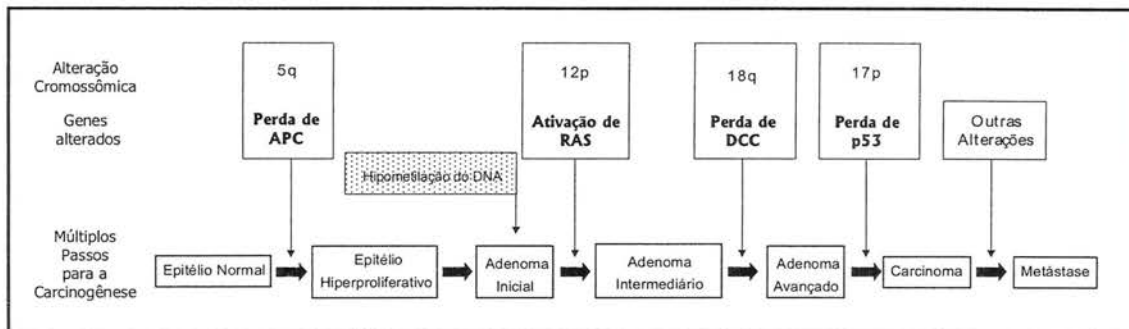 Alteração
Cromossômica
Genes
alterados
5q
Perda de
APC
12p
Ativação de
RAS
18q
Perda de
DCC
17p
Perda de
p53
Outras
Alterações
Hipometilação do DNA
Múltiplos
Passos
para a
Carcinogênese
Epitélio Normal
Epitélio
Hiperproliferativo
Adenoma
Inicial
Adenoma
Intermediário
Adenoma
Avançado
Carcinoma
Metástase